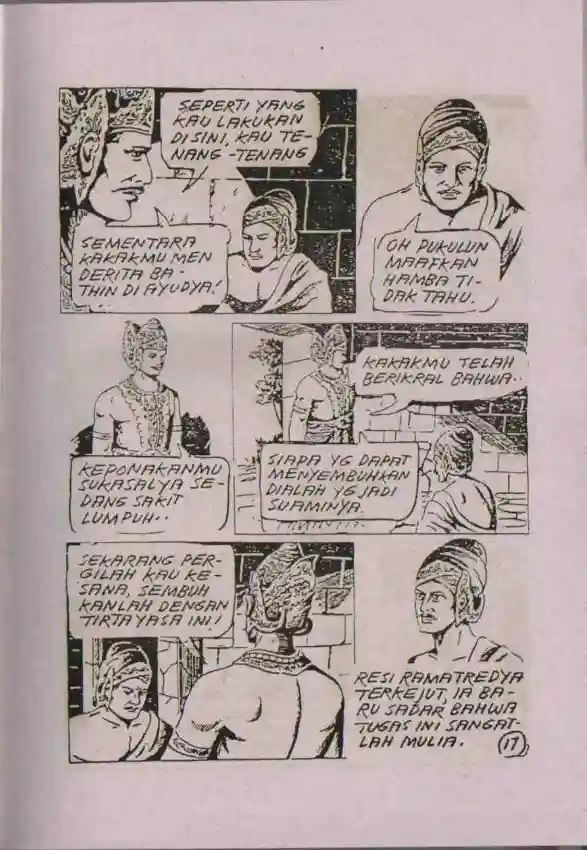 SEPERTI YANG
KAU LAKUKAN
DI SINI, KAU TE-
NANG -TENANG
SEMENTARA
KAKAKMU MEN
DERITA BA-
THIN DI AYUDYA!
OH PUKULUN
MAAFKAN
HAMBA TI-
DAK TAHU.
KEPONAKANMU
SUKASALYA SE-
DANG SAKIT
LUMPUH..
KAKAKMU TELAH
BERIKRAL BAHWA..
SIAPA YG DAPAT
MENYEMBUHKAN
DIALAH YG JADI
SUAMINYA.
SEKARANG PER-
GILAH KAU KE-
SANA, SEMBUH
KANLAH DENGAN
TIRTA YASA INI!
RESI RAMATREDYA
TERKEJUT, IA BA-
RU SADAR BAHWA
TUGAS INI SANGAT-
LAH MULIA.
17